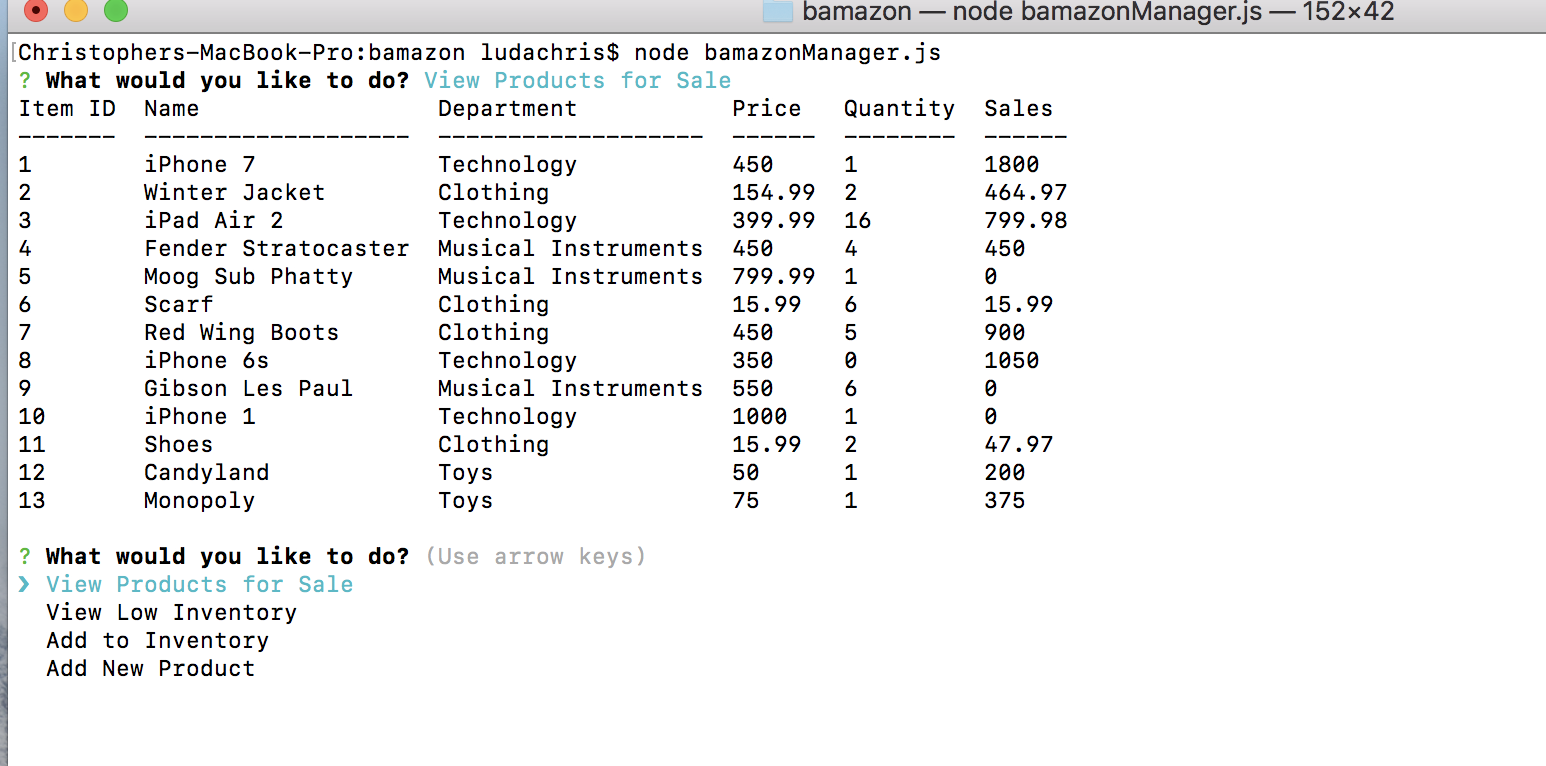 bamazon — node bamazonManager.js — 152×42
[Christophers-MacBook-Pro:bamazon ludachris$ node bamazonManager.js
? What would you like to do? View Products for Sale
Item ID  Name                 Department           Price   Quantity  Sales
-------  -------------------  -------------------  ------  --------  ------
1        iPhone 7             Technology           450     1         1800
2        Winter Jacket        Clothing             154.99  2         464.97
3        iPad Air 2           Technology           399.99  16        799.98
4        Fender Stratocaster  Musical Instruments  450     4         450
5        Moog Sub Phatty      Musical Instruments  799.99  1         0
6        Scarf                Clothing             15.99   6         15.99
7        Red Wing Boots       Clothing             450     5         900
8        iPhone 6s            Technology           350     0         1050
9        Gibson Les Paul      Musical Instruments  550     6         0
10       iPhone 1             Technology           1000    1         0
11       Shoes                Clothing             15.99   2         47.97
12       Candyland            Toys                 50      1         200
13       Monopoly             Toys                 75      1         375
? What would you like to do? (Use arrow keys)
❯ View Products for Sale
  View Low Inventory
  Add to Inventory
  Add New Product